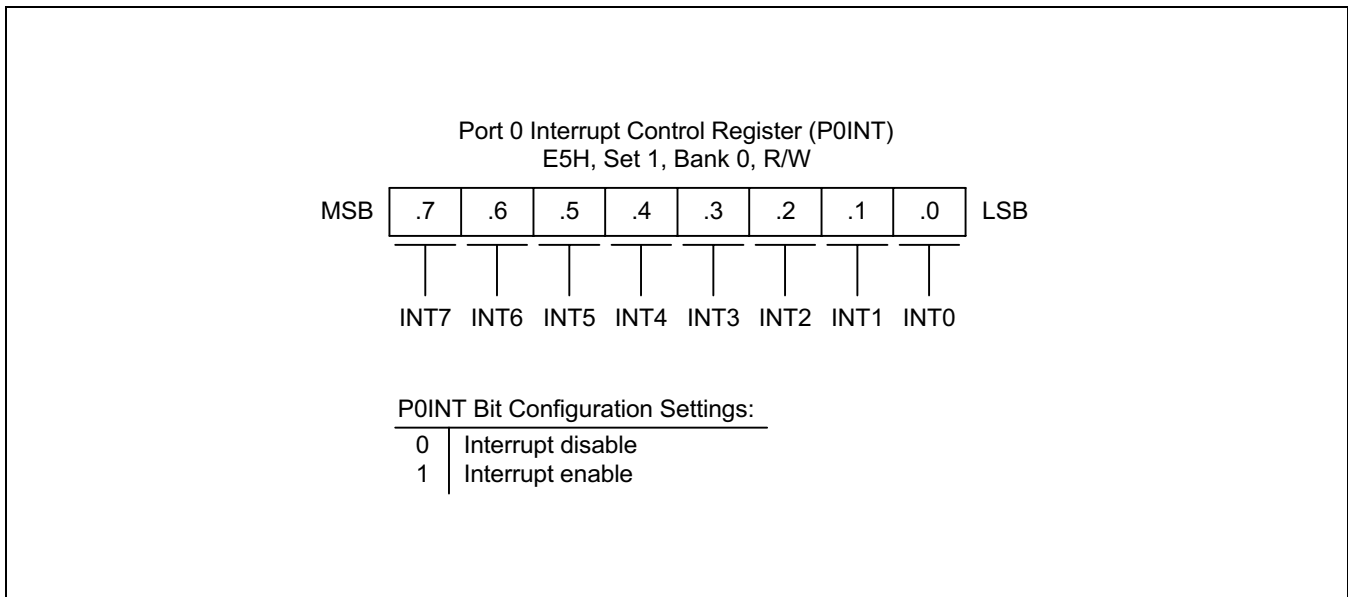 Port 0 Interrupt Control Register (P0INT)
E5H, Set 1, Bank 0, R/W
MSB .7 .6 .5 .4 .3 .2 .1 .0 LSB
INT7 INT6 INT5 INT4 INT3 INT2 INT1 INT0
P0INT Bit Configuration Settings:
0 Interrupt disable
1 Interrupt enable